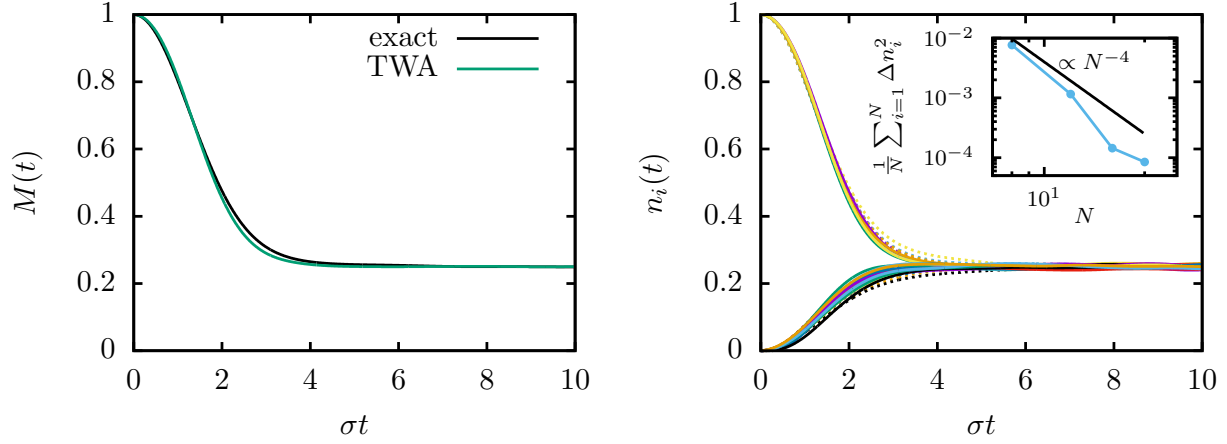 1
0.8
0.6
0.4
0.2
0
M(t)
exact
TWA
0 2 4 6 8 10
σt
1
0.8
0.6
0.4
0.2
0
n_i(t)
0 2 4 6 8 10
σt
1/N ∑_{i=1}^{N} Δn_i^2
10^{-2}
10^{-3}
10^{-4}
∝ N^{-4}
10^1
N